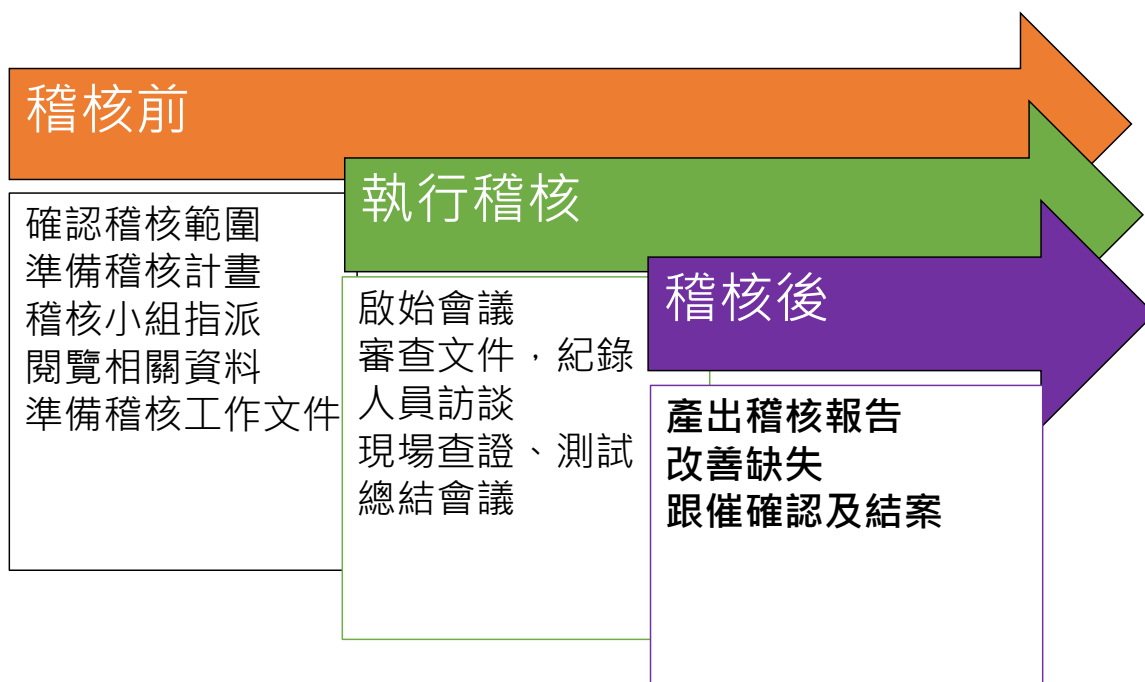 稽核前
確認稽核範圍
準備稽核計畫
稽核小組指派
閱覽相關資料
準備稽核工作文件
執行稽核
啟始會議
審查文件，紀錄
人員訪談
現場查證、測試
總結會議
稽核後
產出稽核報告
改善缺失
跟催確認及結案